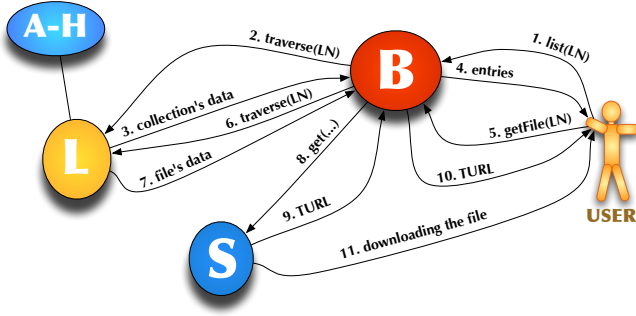 A-H
B
L
S
USER
1. list(LN)
2. traverse(LN)
3. collection's data
4. entries
5. getFile(LN)
6. traverse(LN)
7. file's data
8. get(...)
9. TURL
10. TURL
11. downloading the file